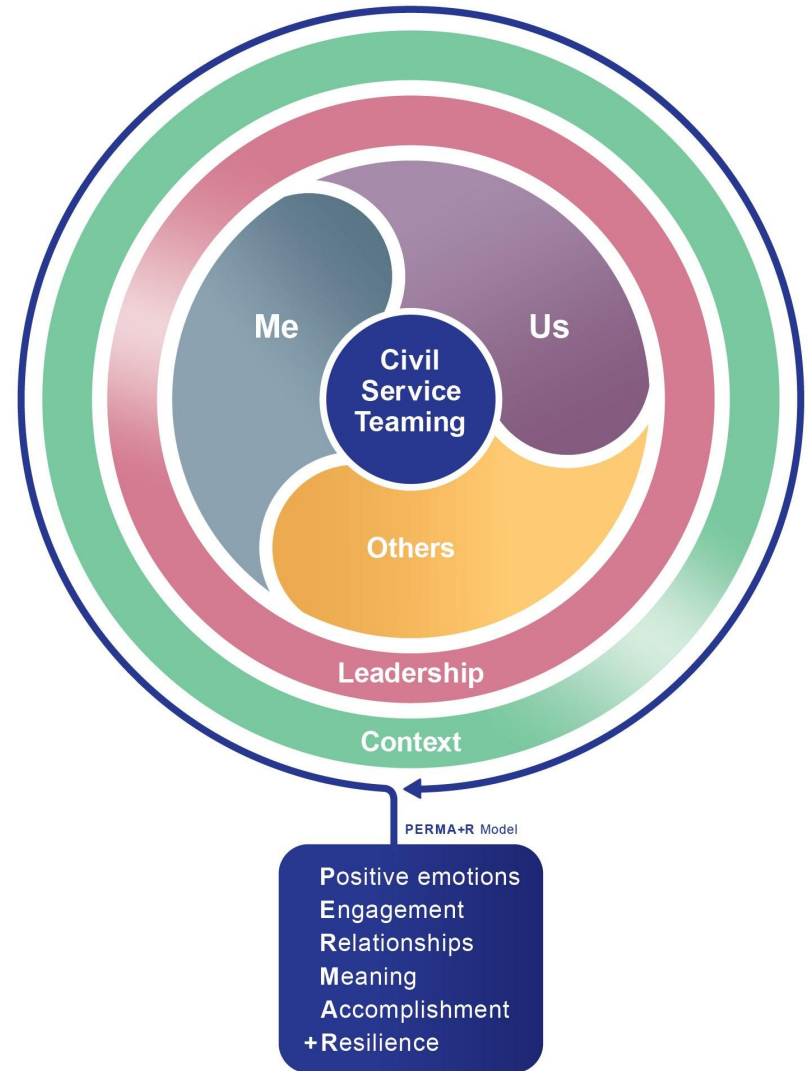 Me
Us
Civil
Service
Teaming
Others
Leadership
Context
PERMA+R Model
Positive emotions
Engagement
Relationships
Meaning
Accomplishment
+Resilience